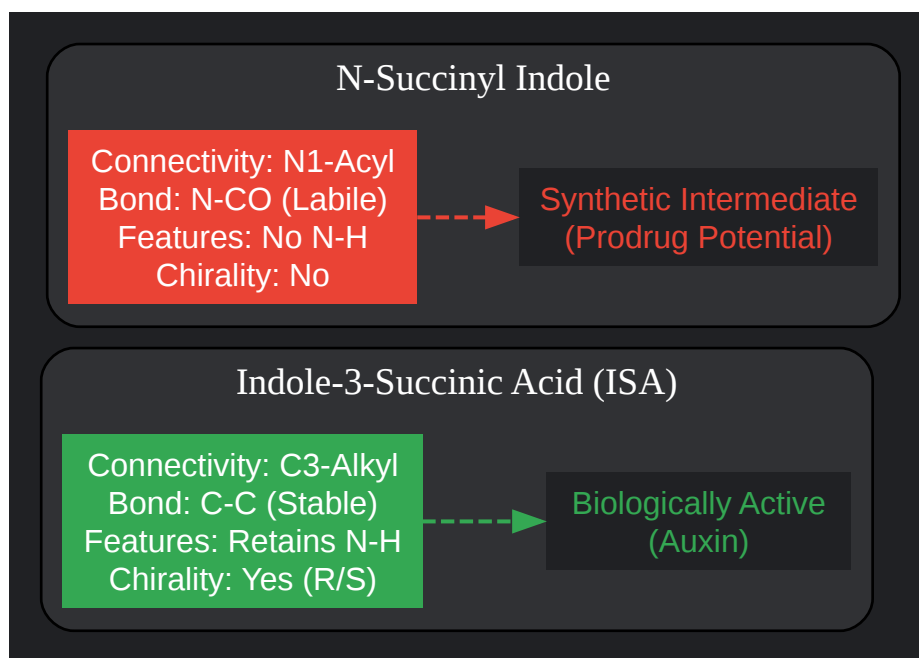 N-Succinyl Indole
Connectivity: N1-Acyl
Bond: N-CO (Labile)
Features: No N-H
Chirality: No
Synthetic Intermediate
(Prodrug Potential)
Indole-3-Succinic Acid (ISA)
Connectivity: C3-Alkyl
Bond: C-C (Stable)
Features: Retains N-H
Chirality: Yes (R/S)
Biologically Active
(Auxin)